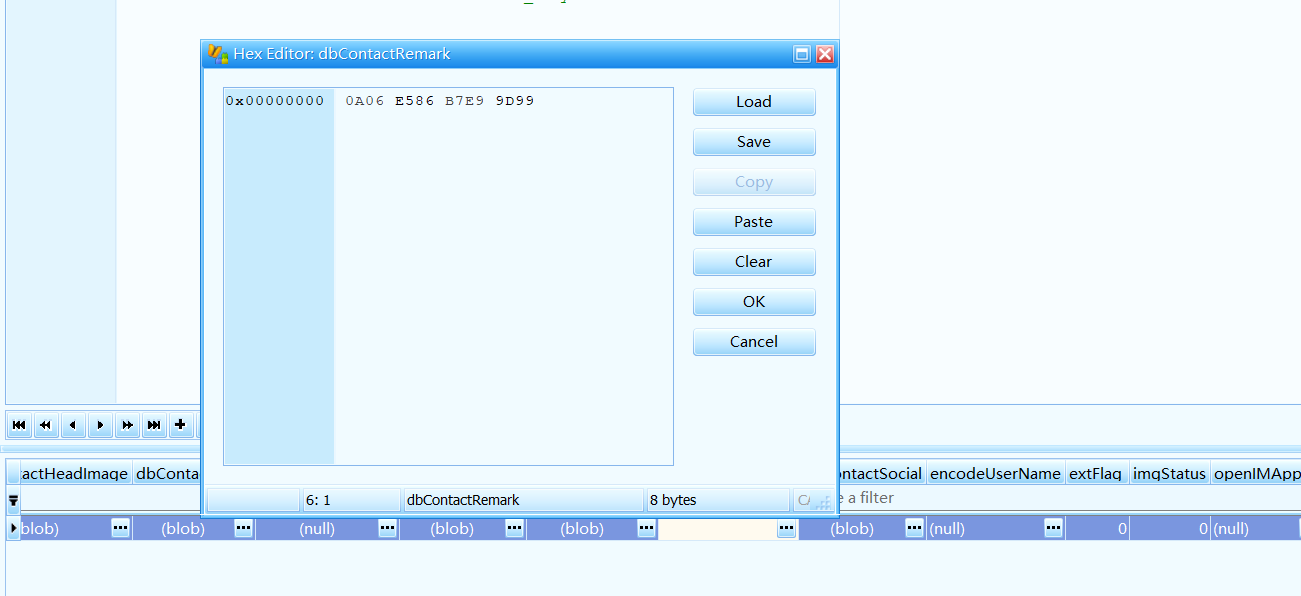 Hex Editor: dbContactRemark
0x00000000 0A06 E586 B7E9 9D99
Load
Save
Copy
Paste
Clear
OK
Cancel
6: 1 dbContactRemark 8 bytes
actHeadImage dbConta ontactSocial encodeUserName extFlag imgStatus openIMApp
e a filter
blob) (blob) (null) (blob) (blob) (blob) (null) 0 0 (null)